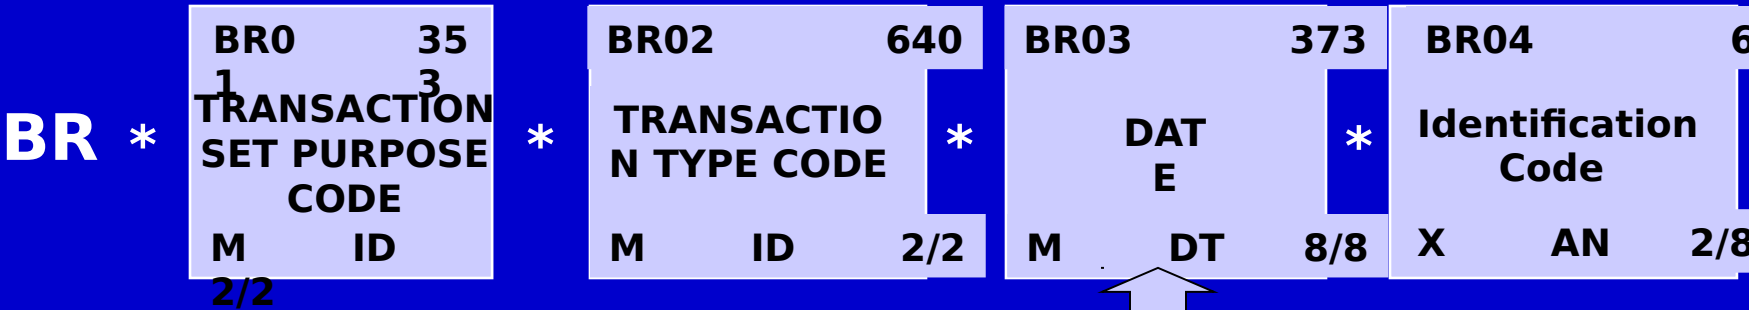 BR * BR0 35
1 3
TRANSACTION
SET PURPOSE
CODE
M ID
2/2
*
BR02 640
TRANSACTIO
N TYPE CODE
M ID 2/2
*
BR03 373
DAT
E
M DT 8/8
*
BR04
Identification
Code
X AN